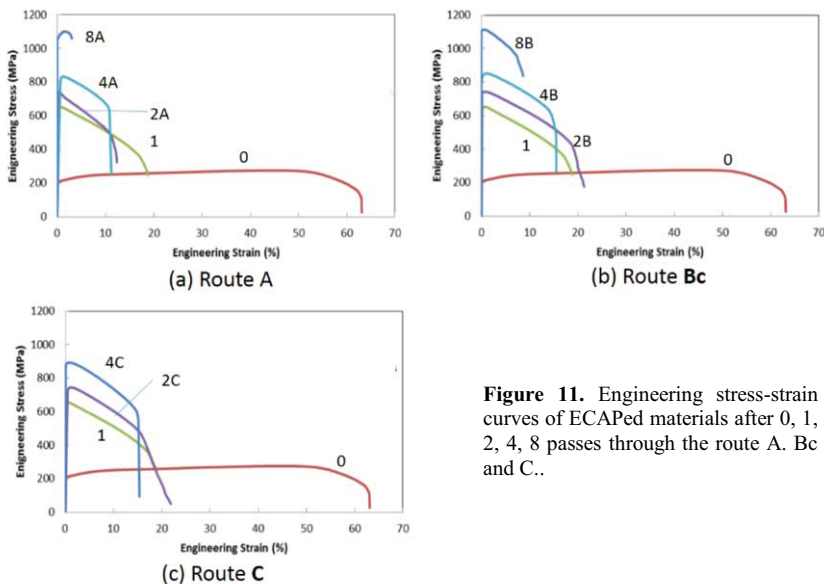 1200
1000
800
600
400
200
0
Enigneering Stress (MPa)
8A
4A
2A
1
0
0 10 20 30 40 50 60 70
Engineering Strain (%)
(a) Route A
1200
1000
800
600
400
200
0
Enigneering Stress (MPa)
8B
4B
2B
1
0
0 10 20 30 40 50 60 70
Engineering Strain (%)
(b) Route Bc
1200
1000
800
600
400
200
0
Enigneering Stress (MPa)
4C
2C
1
0
0 10 20 30 40 50 60 70
Engineering Strain (%)
(c) Route C
Figure 11. Engineering stress-strain
curves of ECAPed materials after 0, 1,
2, 4, 8 passes through the route A. Bc
and C..